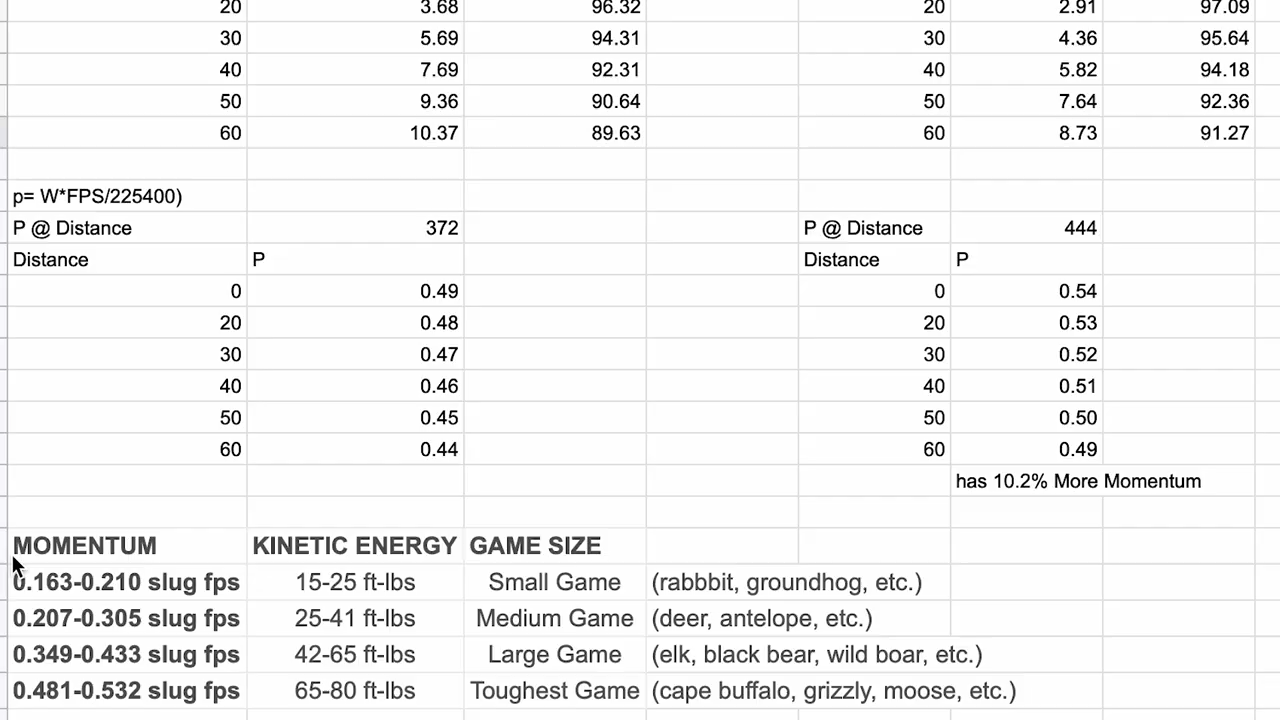 20 3.68 96.32 20 2.91 97.09
30 5.69 94.31 30 4.36 95.64
40 7.69 92.31 40 5.82 94.18
50 9.36 90.64 50 7.64 92.36
60 10.37 89.63 60 8.73 91.27
p= W*FPS/225400)
P @ Distance 372 P @ Distance 444
Distance P Distance P
0 0.49 0 0.54
20 0.48 20 0.53
30 0.47 30 0.52
40 0.46 40 0.51
50 0.45 50 0.50
60 0.44 60 0.49
has 10.2% More Momentum
MOMENTUM KINETIC ENERGY GAME SIZE
0.163-0.210 slug fps 15-25 ft-lbs Small Game (rabbbit, groundhog, etc.)
0.207-0.305 slug fps 25-41 ft-lbs Medium Game (deer, antelope, etc.)
0.349-0.433 slug fps 42-65 ft-lbs Large Game (elk, black bear, wild boar, etc.)
0.481-0.532 slug fps 65-80 ft-lbs Toughest Game (cape buffalo, grizzly, moose, etc.)